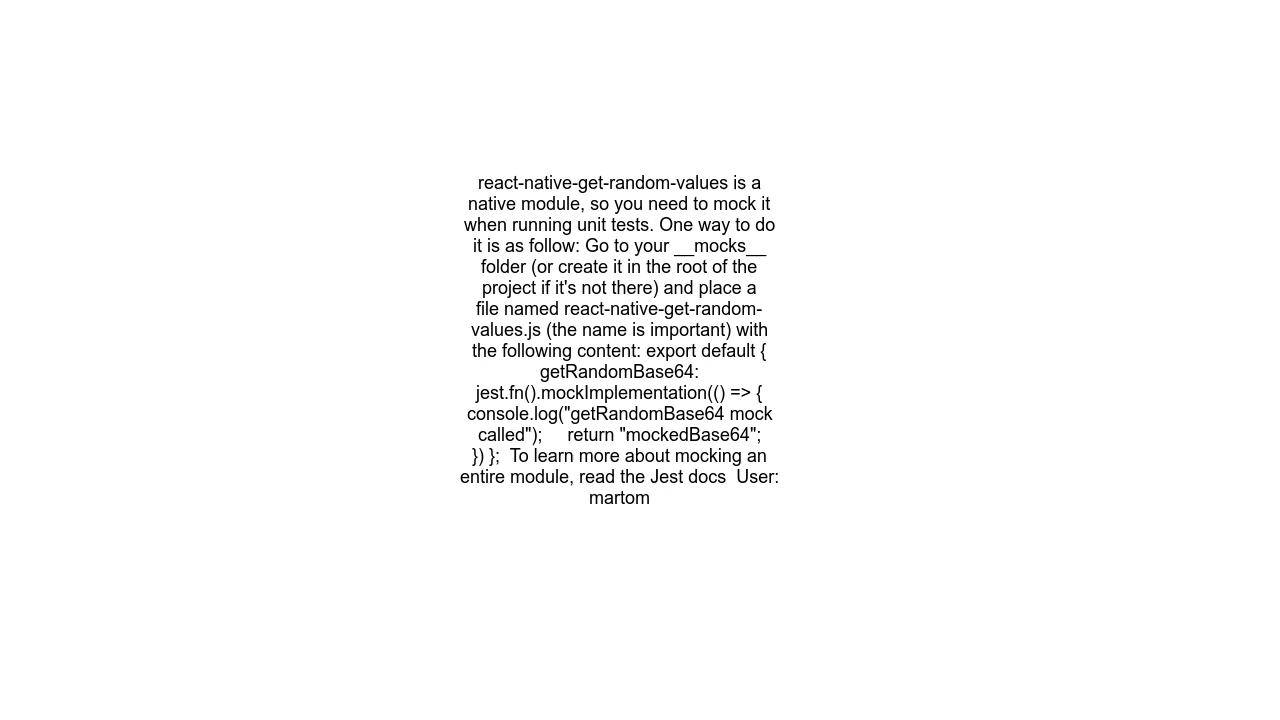 react-native-get-random-values is a
native module, so you need to mock it
when running unit tests. One way to do
it is as follow: Go to your __mocks__
folder (or create it in the root of the
project if it's not there) and place a
file named react-native-get-random-
values.js (the name is important) with
the following content: export default {
getRandomBase64:
jest.fn().mockImplementation(() => {
console.log("getRandomBase64 mock
called");     return "mockedBase64";
}) };  To learn more about mocking an
entire module, read the Jest docs  User:
martom